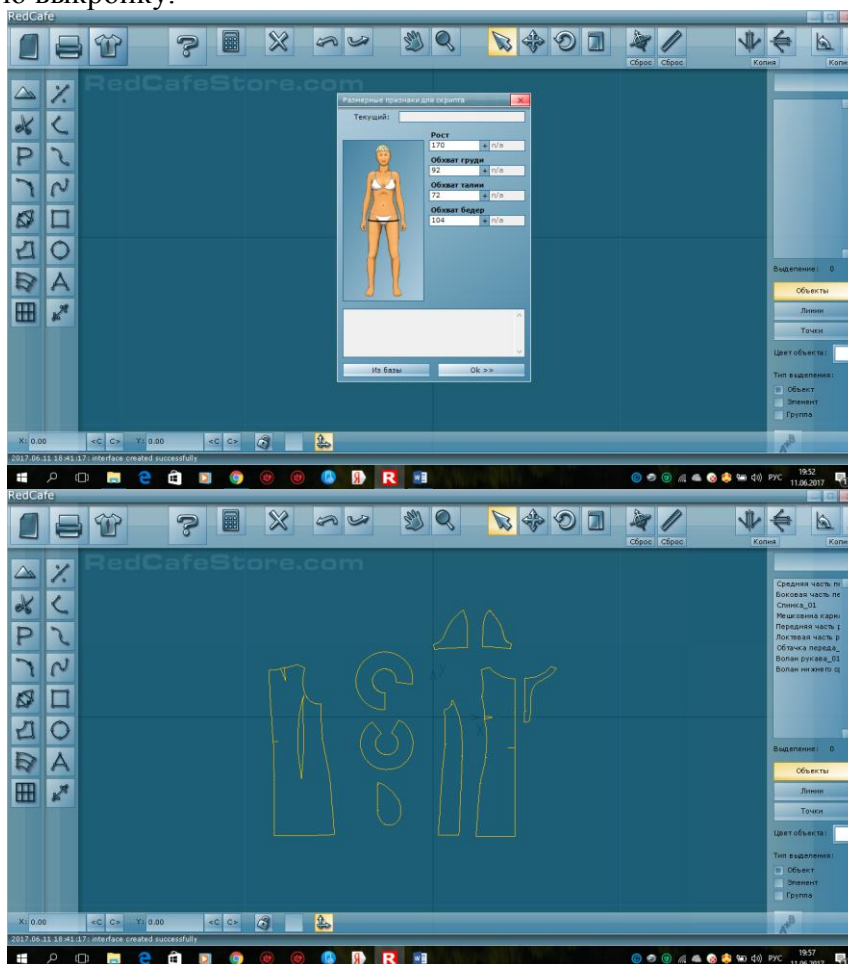 ю выкройку.
RedCafe
RedCafeStore.com
Сброс Сброс
Копия
Размерные признаки для скрипта
Текущий:
Рост
170 + n/a
Обхват груди
92 + n/a
Обхват талии
72 + n/a
Обхват бедер
104 + n/a
Из базы
Ok >>
Выделение: 0
Объекты
Линии
Точки
Цвет объекта:
Тип выделения:
Объект
Элемент
Группа
X: 0.00 <C C> Y: 0.00 <C C>
2017.06.11 18:41:17: interface created successfully
РУС
19:52
11.06.2017
RedCafe
RedCafeStore.com
Сброс Сброс
Копия
Средняя часть
Боковая часть пе
Спинка_01
Мешковина карм
Передняя часть р
Локтевая часть р
Обтачка переда_
Волан рукава_01
Волан нижнего с
Выделение: 0
Объекты
Линии
Точки
Цвет объекта:
Тип выделения:
Объект
Элемент
Группа
X: 0.00 <C C> Y: 0.00 <C C>
2017.06.11 18:41:17: interface created successfully
РУС
19:57
11.06.2017